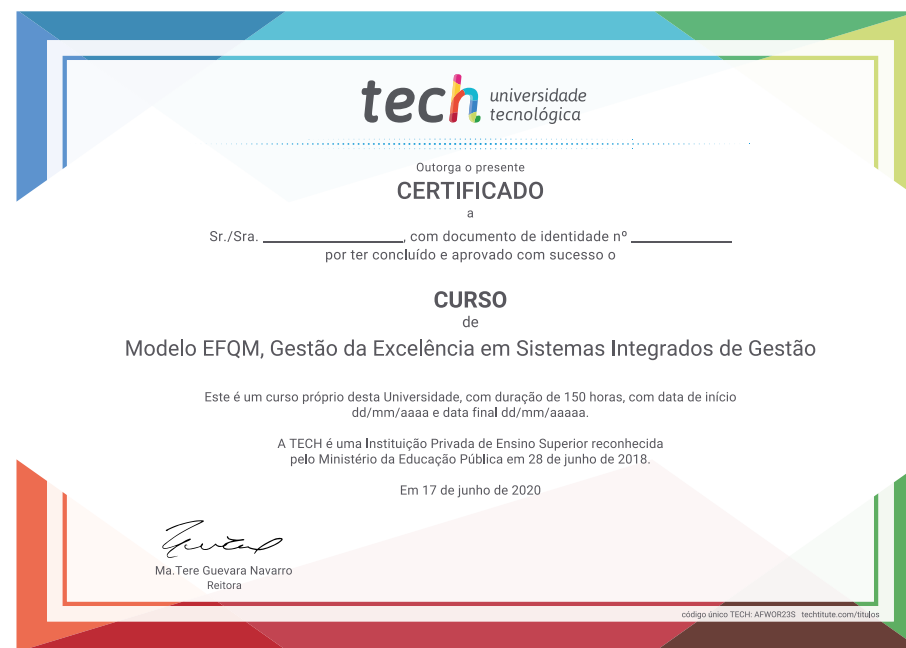 tech universidade
tecnológica
Outorga o presente
CERTIFICADO
a
Sr./Sra. ________________, com documento de identidade nº ____________
por ter concluído e aprovado com sucesso o
CURSO
de
Modelo EFQM, Gestão da Excelência em Sistemas Integrados de Gestão
Este é um curso próprio desta Universidade, com duração de 150 horas, com data de início
dd/mm/aaaa e data final dd/mm/aaaaa.
A TECH é uma Instituição Privada de Ensino Superior reconhecida
pelo Ministério da Educação Pública em 28 de junho de 2018.
Em 17 de junho de 2020
Ma.Tere Guevara Navarro
Reitora
código único TECH: AFWOR23S techtitute.com/titulos